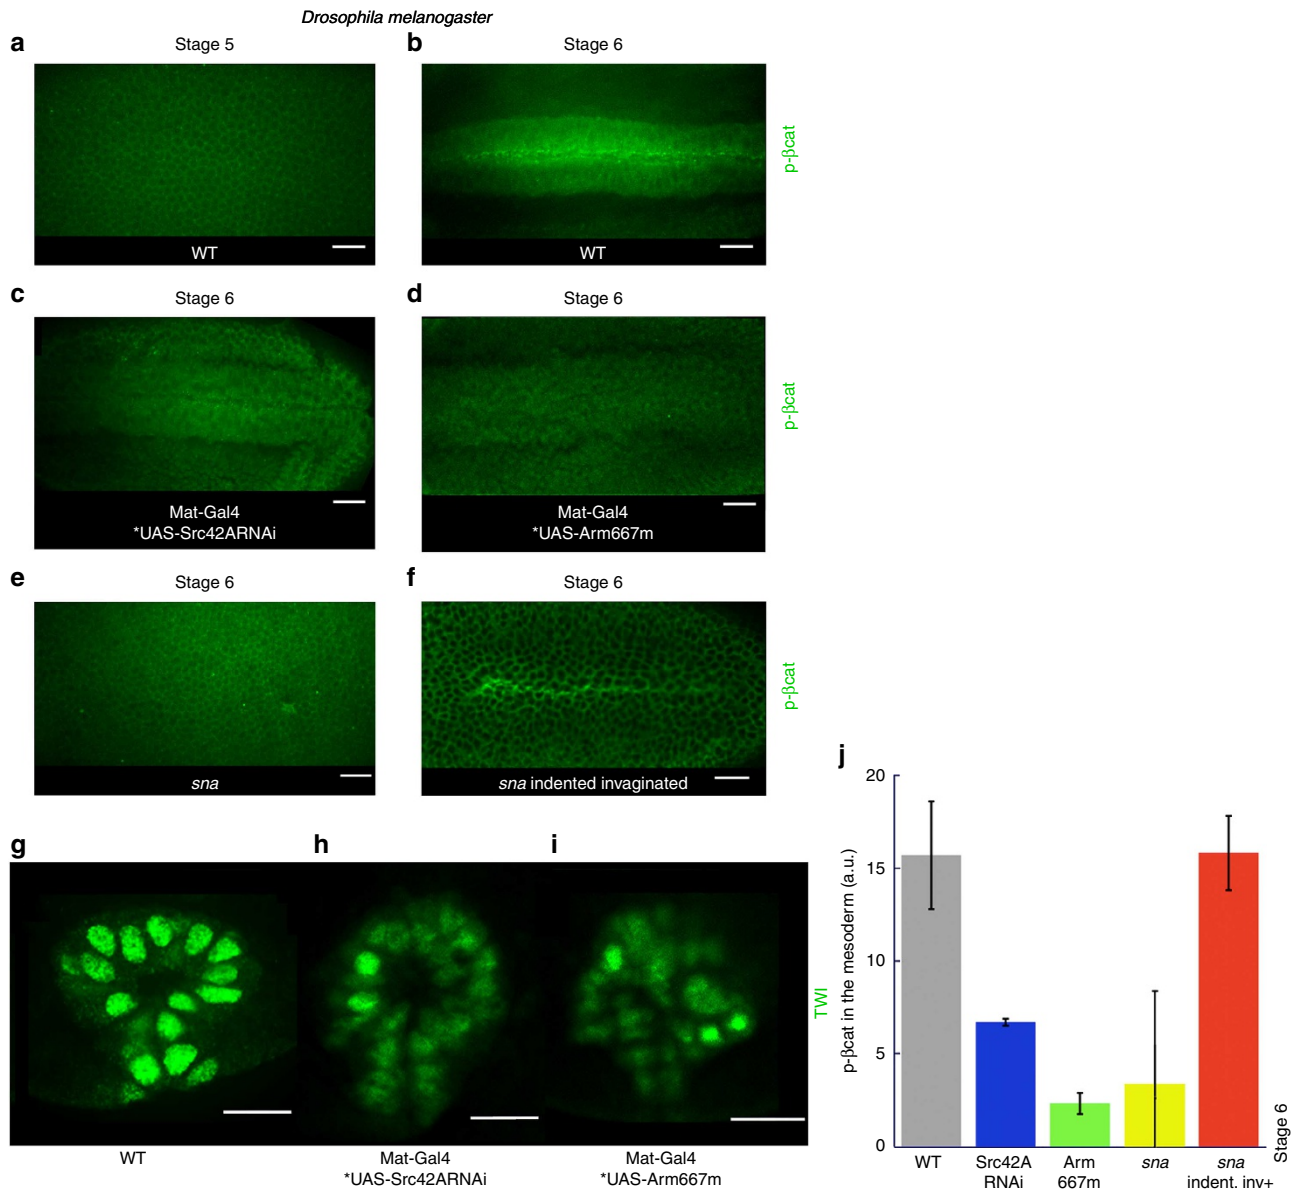 Drosophila melanogaster
a
Stage 5
b
Stage 6
WT
WT
p-βcat
c
Stage 6
d
Stage 6
Mat-Gal4
*UAS-Src42ARNAi
Mat-Gal4
*UAS-Arm667m
p-βcat
e
Stage 6
f
Stage 6
sna
sna indented invaginated
p-βcat
g
h
i
TWI
WT
Mat-Gal4
*UAS-Src42ARNAi
Mat-Gal4
*UAS-Arm667m
j
p-βcat in the mesoderm (a.u.)
20
15
10
5
0
WT
Src42A
RNAi
Arm
667m
sna
sna
indent. inv+
Stage 6